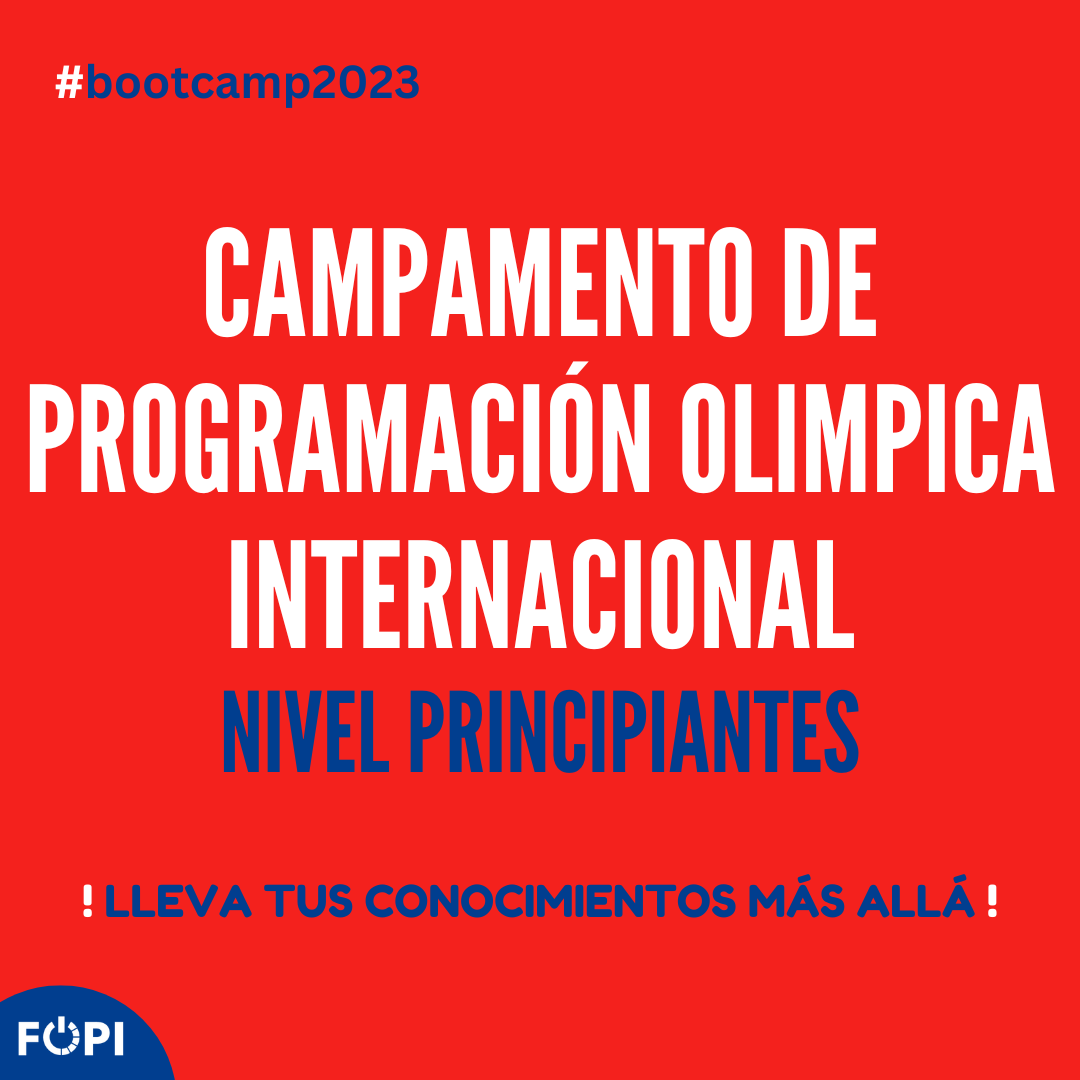 #bootcamp2023
CAMPAMENTO DE
PROGRAMACIÓN OLIMPICA
INTERNACIONAL
NIVEL PRINCIPIANTES
! LLEVA TUS CONOCIMIENTOS MÁS ALLÁ !
FOPI